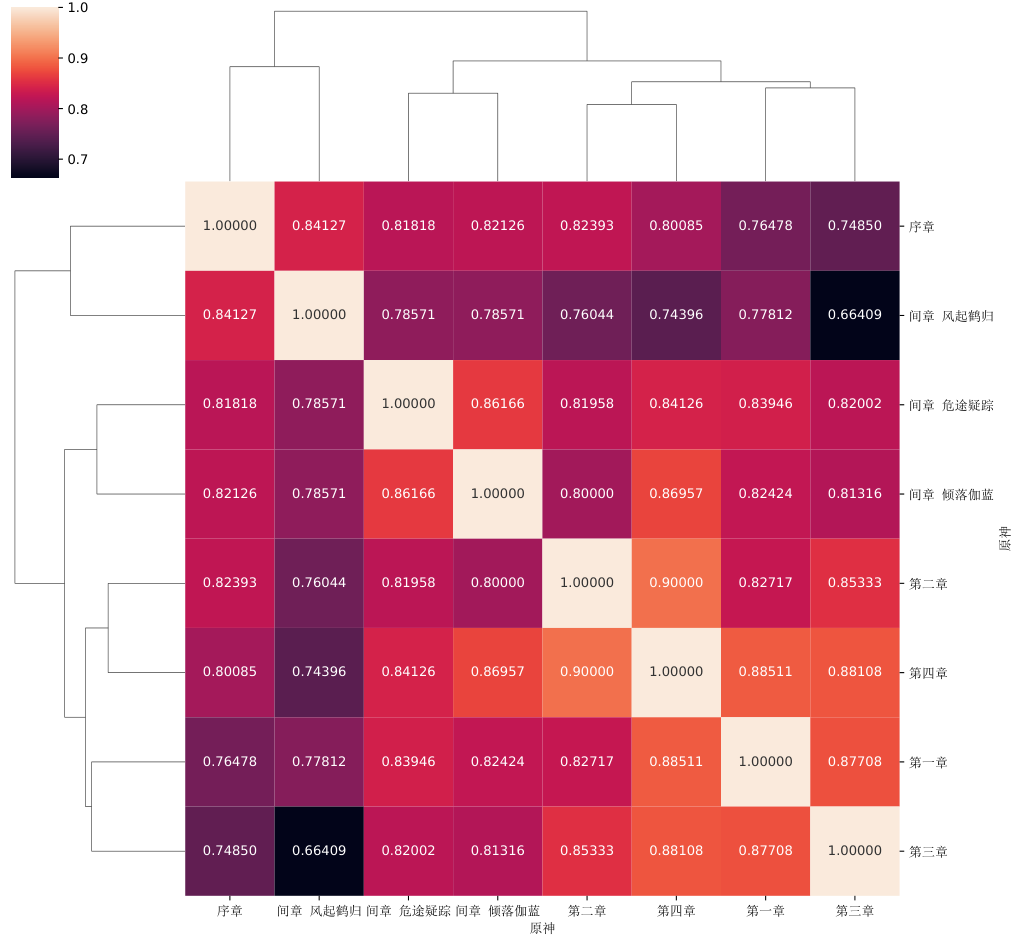 1.0
0.9
0.8
0.7
1.00000 0.84127 0.81818 0.82126 0.82393 0.80085 0.76478 0.74850 序章
0.84127 1.00000 0.78571 0.78571 0.76044 0.74396 0.77812 0.66409 间章 风起鹤归
0.81818 0.78571 1.00000 0.86166 0.81958 0.84126 0.83946 0.82002 间章 危途疑踪
0.82126 0.78571 0.86166 1.00000 0.80000 0.86957 0.82424 0.81316 间章 倾落伽蓝
0.82393 0.76044 0.81958 0.80000 1.00000 0.90000 0.82717 0.85333 第二章
0.80085 0.74396 0.84126 0.86957 0.90000 1.00000 0.88511 0.88108 第四章
0.76478 0.77812 0.83946 0.82424 0.82717 0.88511 1.00000 0.87708 第一章
0.74850 0.66409 0.82002 0.81316 0.85333 0.88108 0.87708 1.00000 第三章
原神
序章 间章 风起鹤归 间章 危途疑踪 间章 倾落伽蓝 第二章 第四章 第一章 第三章
原神